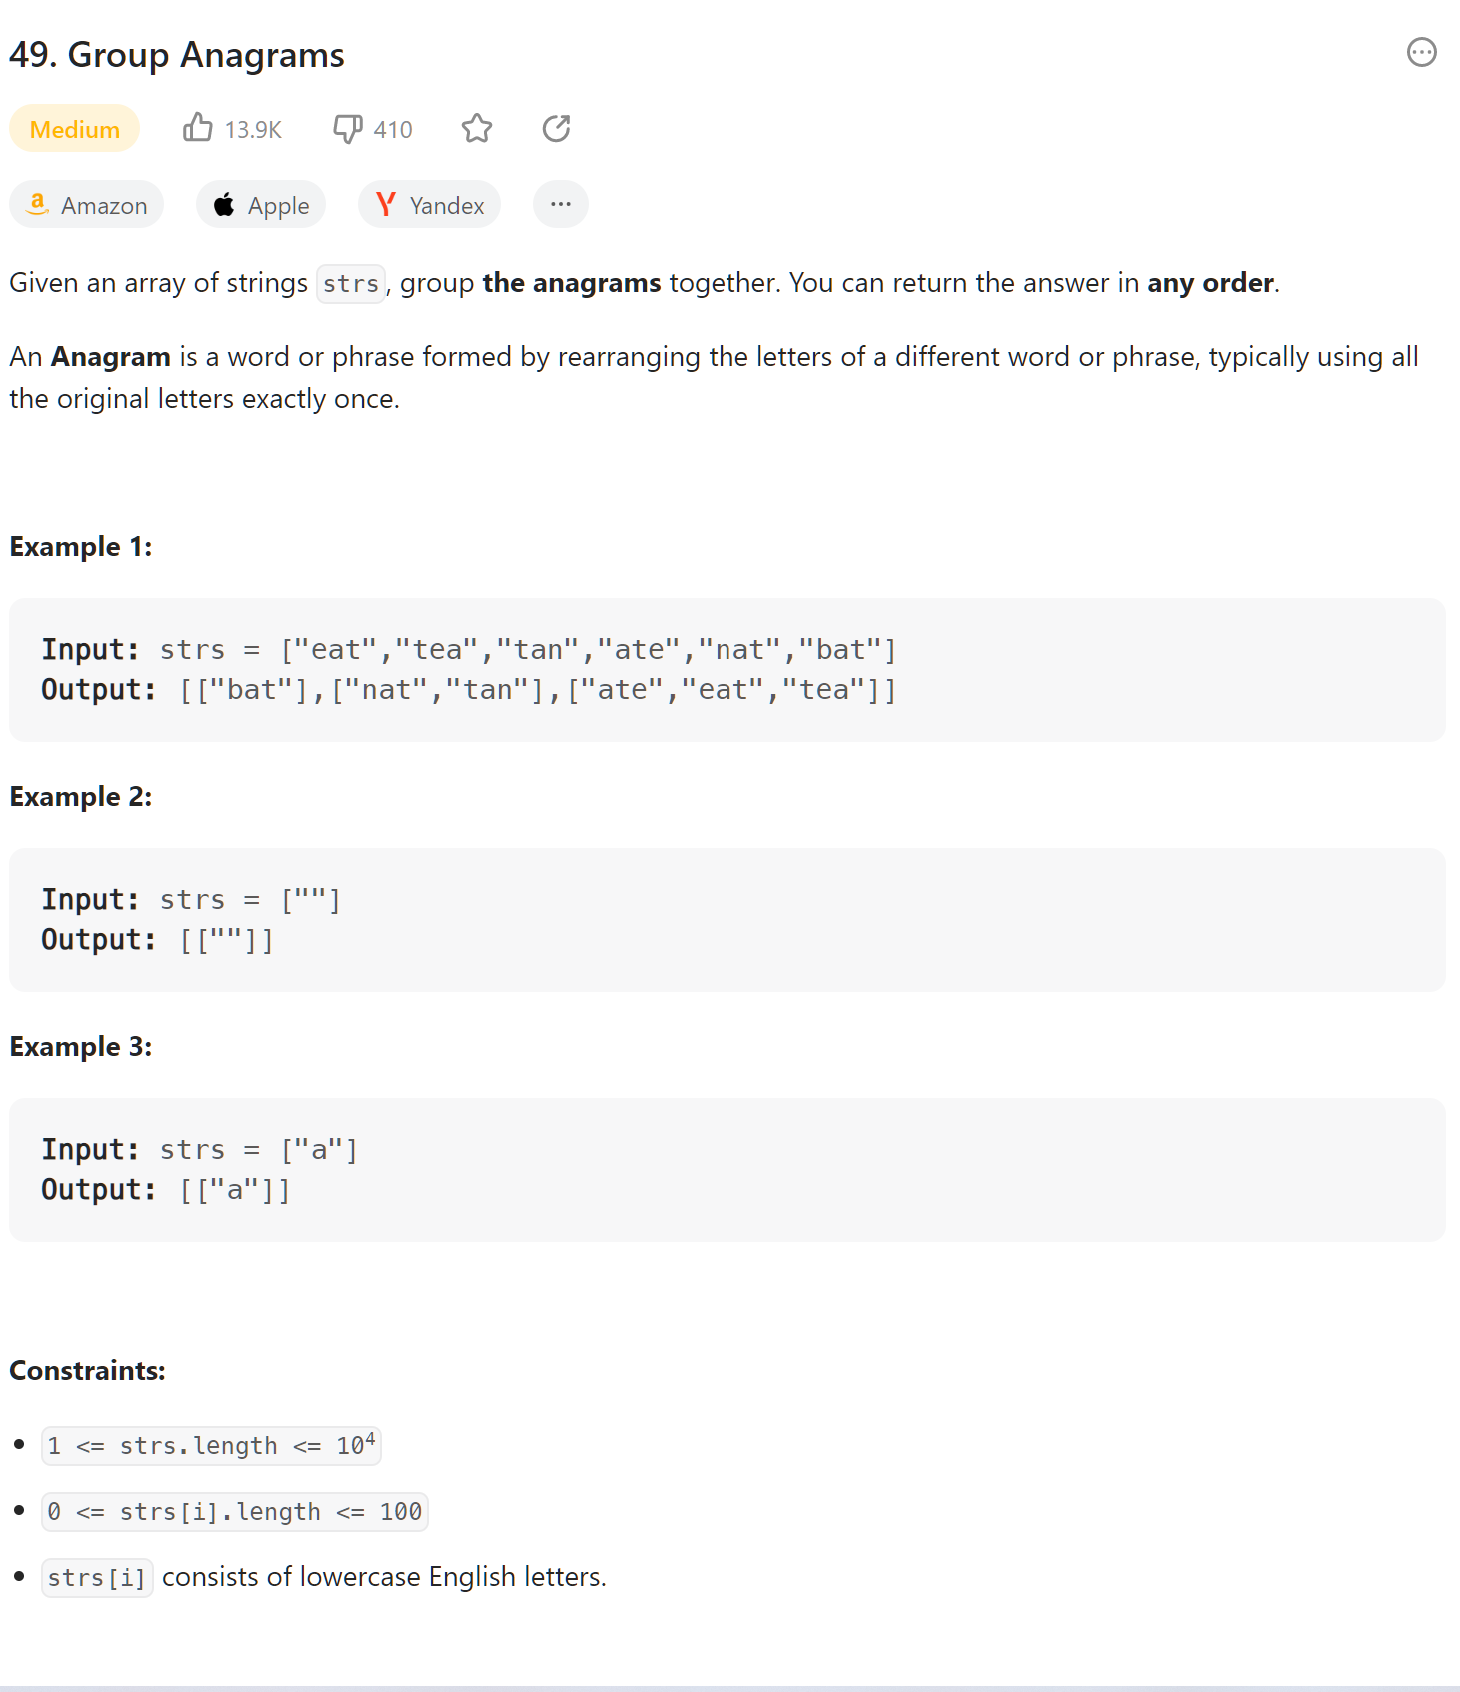 49. Group Anagrams
Medium 13.9K 410
Amazon Apple Yandex ...
Given an array of strings strs, group the anagrams together. You can return the answer in any order.
An Anagram is a word or phrase formed by rearranging the letters of a different word or phrase, typically using all
the original letters exactly once.
Example 1:
Input: strs = ["eat","tea","tan","ate","nat","bat"]
Output: [["bat"],["nat","tan"],["ate","eat","tea"]]
Example 2:
Input: strs = [""]
Output: [[""]]
Example 3:
Input: strs = ["a"]
Output: [["a"]]
Constraints:
• 1 <= strs.length <= 10⁴
• 0 <= strs[i].length <= 100
• strs[i] consists of lowercase English letters.